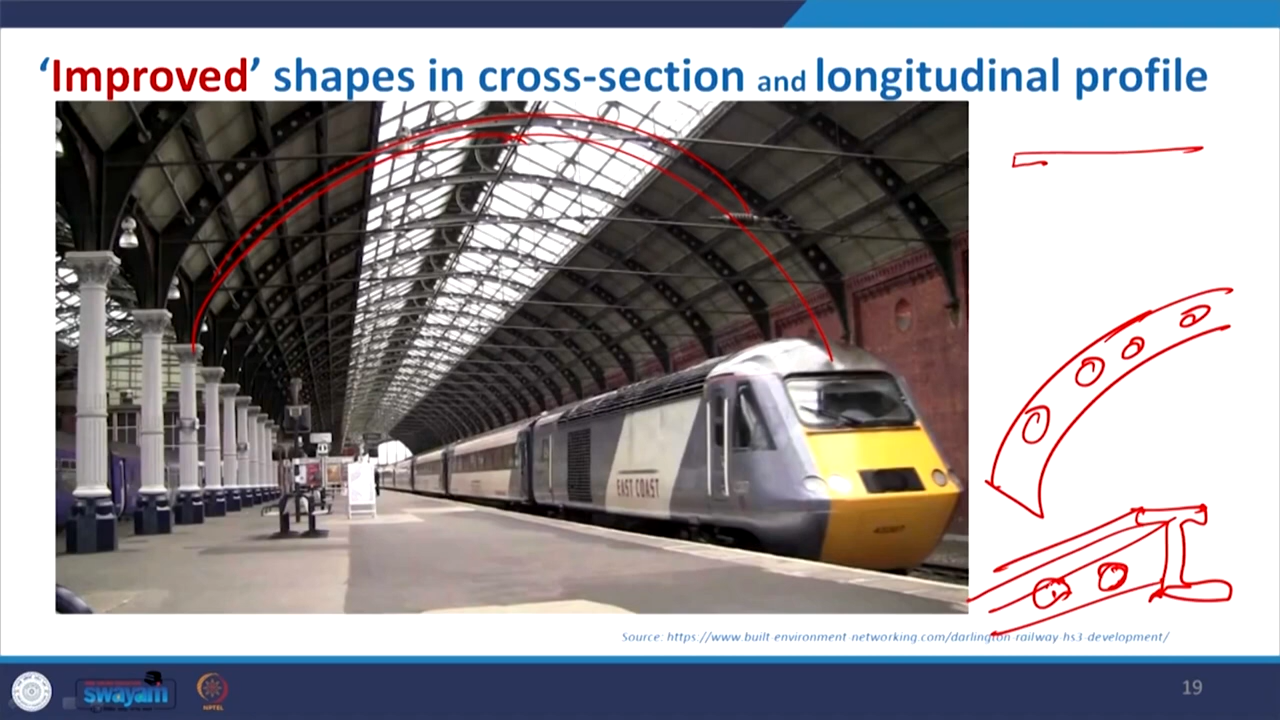 ‘Improved’ shapes in cross-section and longitudinal profile
EAST COAST
Source: https://www.built-environment-networking.com/darlington-railway-hs3-development/
swayam
NPTEL
19